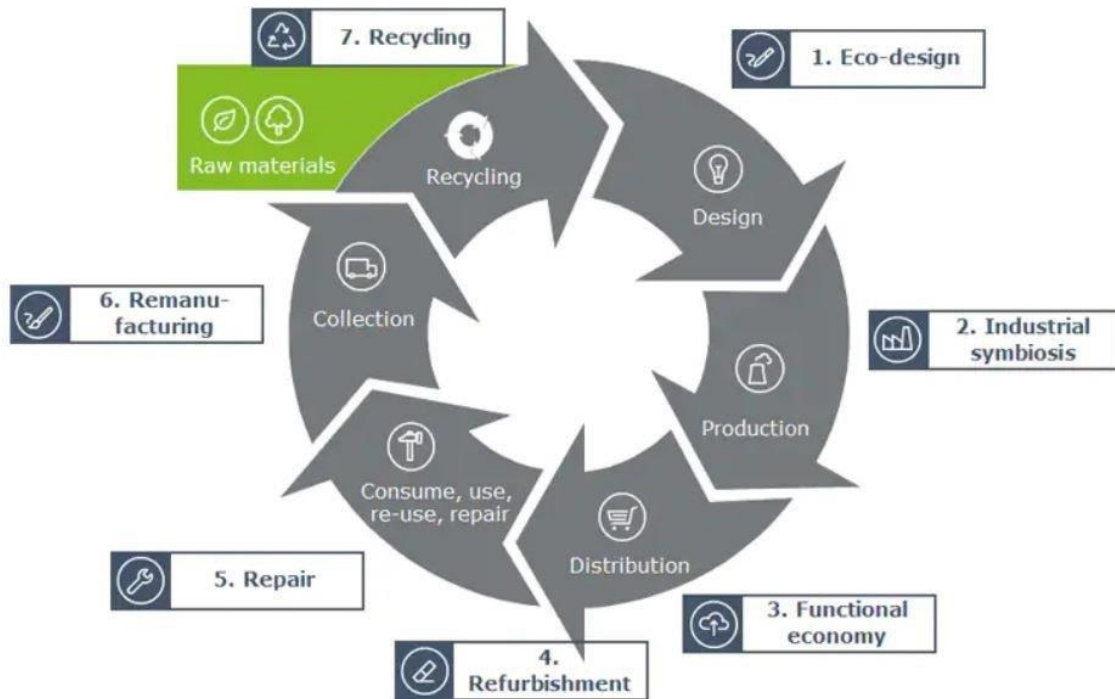 7. Recycling
1. Eco-design
Raw materials
Recycling
Design
6. Remanu-
facturing
Collection
2. Industrial
symbiosis
Production
Consume, use,
re-use, repair
Distribution
5. Repair
3. Functional
economy
4.
Refurbishment